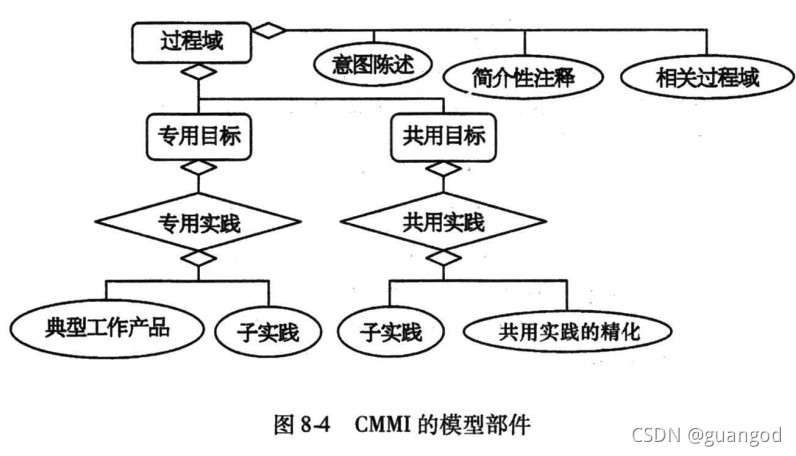 过程域
意图陈述
简介性注释
相关过程域
专用目标
共用目标
专用实践
共用实践
典型工作产品
子实践
子实践
共用实践的精化
图 8-4 CMMI 的模型部件
CSDN @guangod